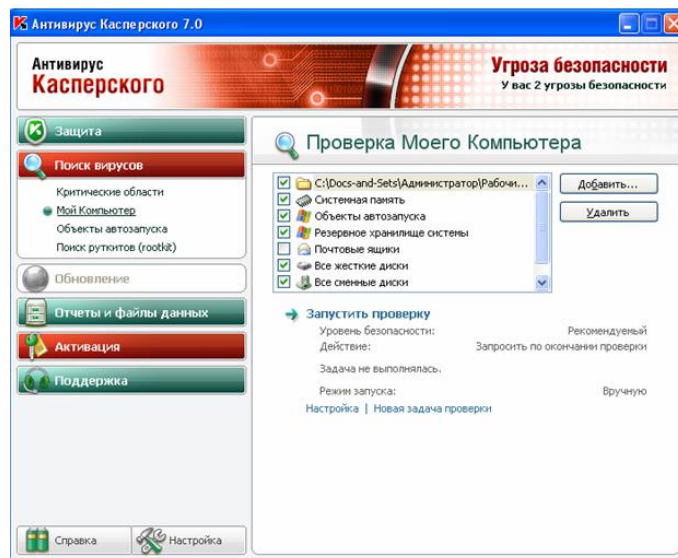 Антивирус Касперского 7.0
Антивирус
Касперского
Угроза безопасности
У вас 2 угрозы безопасности
Защита
Поиск вирусов
Критические области
Мой Компьютер
Объекты автозапуска
Поиск руткитов (rootkit)
Обновление
Отчеты и файлы данных
Активация
Поддержка
Справка
Настройка
Проверка Моего Компьютера
C:\Docs-and-Sets\Администратор\Рабочи...
Системная память
Объекты автозапуска
Резервное хранилище системы
Почтовые ящики
Все жесткие диски
Все сменные диски
Добавить...
Удалить
Запустить проверку
Уровень безопасности: Рекомендуемый
Действие: Запросить по окончании проверки
Задача не выполнялась.
Режим запуска: Вручную
Настройка | Новая задача проверки